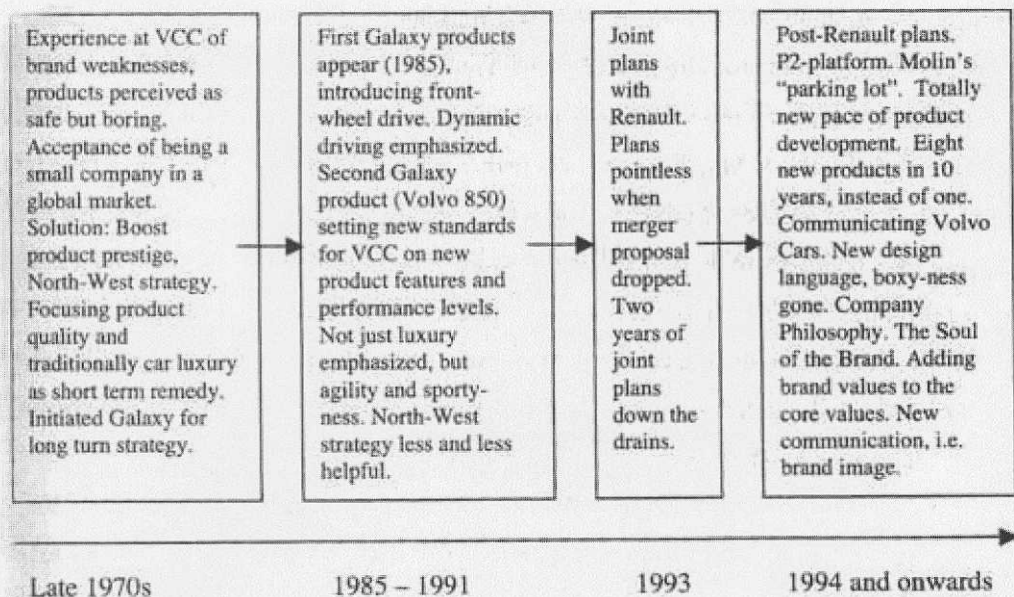 Experience at VCC of
brand weaknesses,
products perceived as
safe but boring.
Acceptance of being a
small company in a
global market.
Solution: Boost
product prestige,
North-West strategy.
Focusing product
quality and
traditionally car luxury
as short term remedy.
Initiated Galaxy for
long turn strategy.
First Galaxy products
appear (1985),
introducing front-
wheel drive. Dynamic
driving emphasized.
Second Galaxy
product (Volvo 850)
setting new standards
for VCC on new
product features and
performance levels.
Not just luxury
emphasized, but
agility and sporty-
ness. North-West
strategy less and less
helpful.
Joint
plans
with
Renault.
Plans
pointless
when
merger
proposal
dropped.
Two
years of
joint
plans
down the
drains.
Post-Renault plans.
P2-platform. Molin's
"parking lot". Totally
new pace of product
development. Eight
new products in 10
years, instead of one.
Communicating Volvo
Cars. New design
language, boxy-ness
gone. Company
Philosophy. The Soul
of the Brand. Adding
brand values to the
core values. New
communication, i.e.
brand image.
Late 1970s
1985 – 1991
1993
1994 and onwards